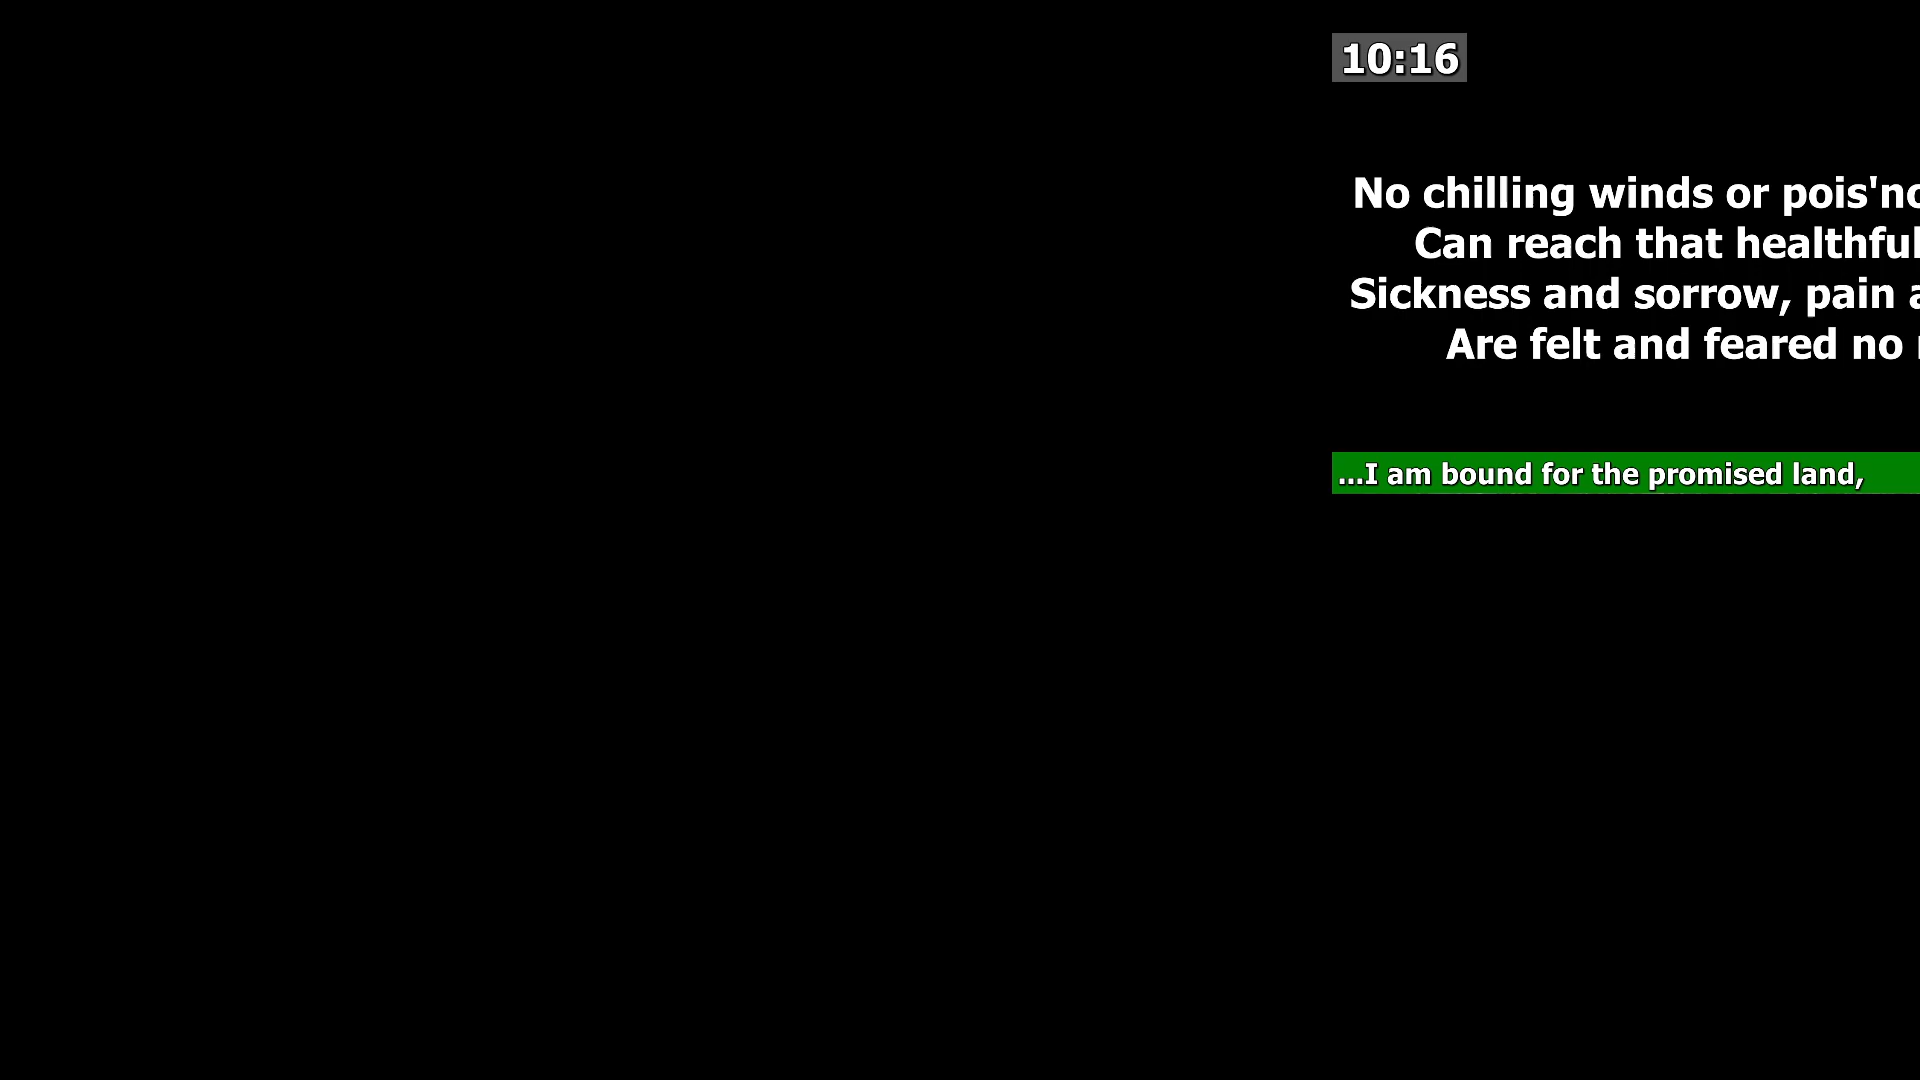 10:16
No chilling winds or pois'no
Can reach that healthful
Sickness and sorrow, pain a
Are felt and feared no
...I am bound for the promised land,